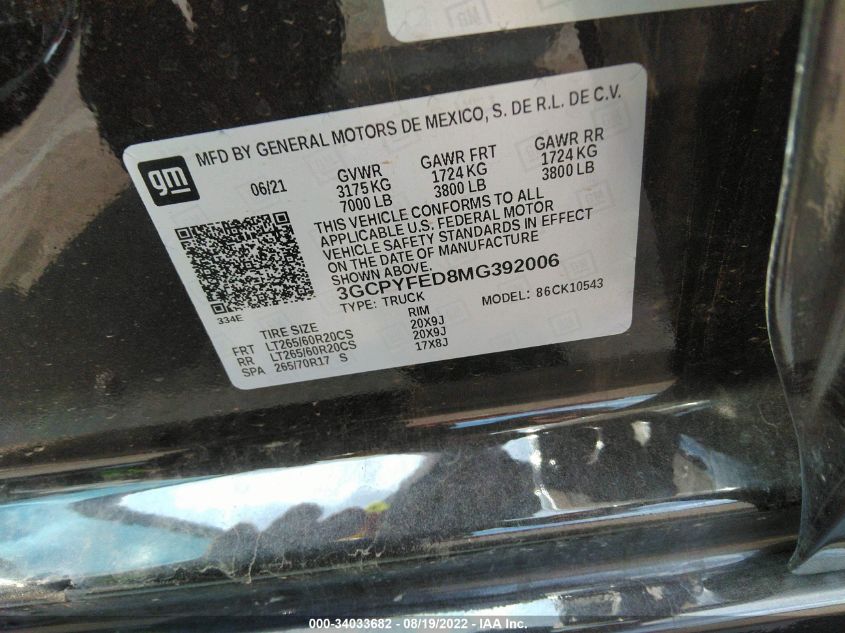 MFD BY GENERAL MOTORS DE MEXICO, S. DE R.L. DE C.V.
gm
06/21
GVWR GAWR FRT GAWR RR
3175 KG 1724 KG 1724 KG
7000 LB 3800 LB 3800 LB
THIS VEHICLE CONFORMS TO ALL
APPLICABLE U.S. FEDERAL MOTOR
VEHICLE SAFETY STANDARDS IN EFFECT
ON THE DATE OF MANUFACTURE
SHOWN ABOVE.
3GCPYFED8MG392006
TYPE: TRUCK MODEL: 86CK10543
334E
TIRE SIZE RIM
FRT LT265/60R20CS 20X9J
RR LT265/60R20CS 20X9J
SPA 265/70R17 S 17X8J
000-34033682 - 08/19/2022 - IAA Inc.